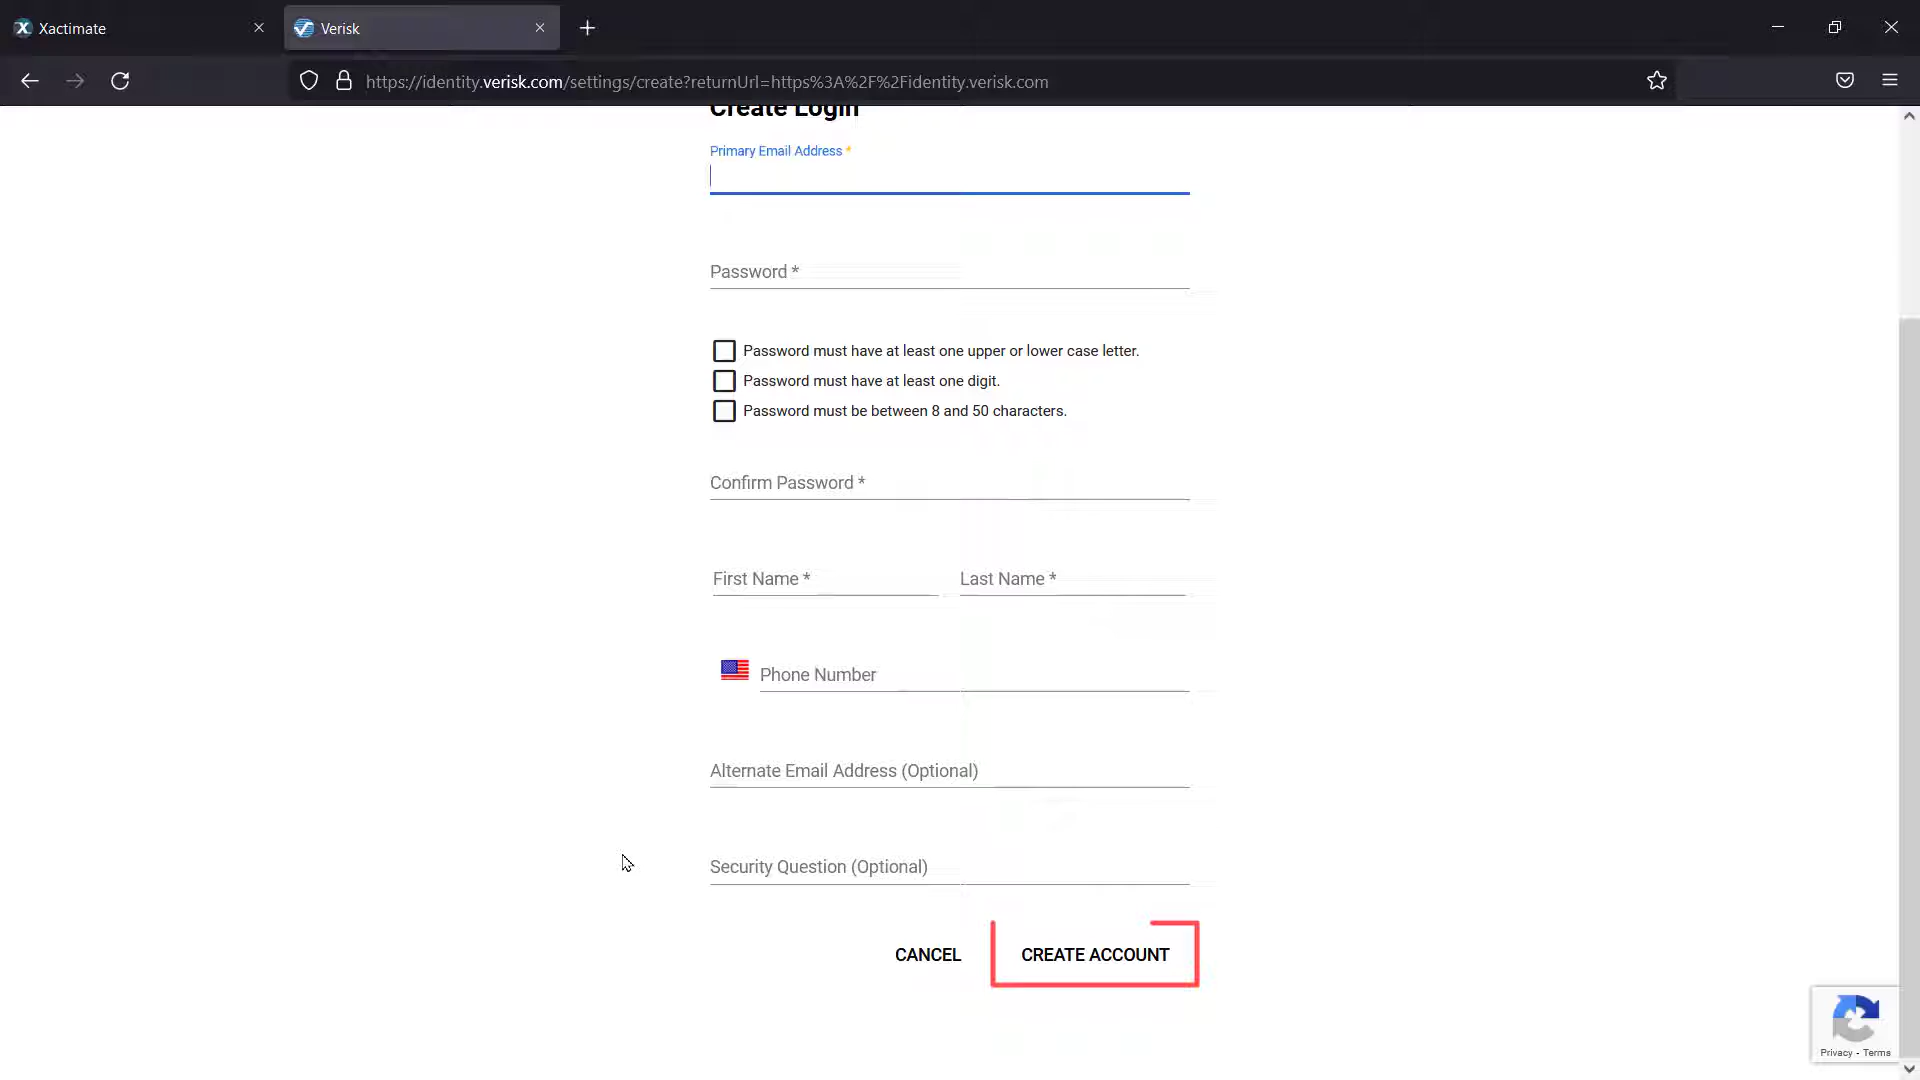 Xactimate
Verisk
https://identity.verisk.com/settings/create?returnUrl=https%3A%2F%2Fidentity.verisk.com
Create Login
Primary Email Address *
Password *
Password must have at least one upper or lower case letter.
Password must have at least one digit.
Password must be between 8 and 50 characters.
Confirm Password *
First Name * Last Name *
Phone Number
Alternate Email Address (Optional)
Security Question (Optional)
CANCEL CREATE ACCOUNT
Privacy - Terms